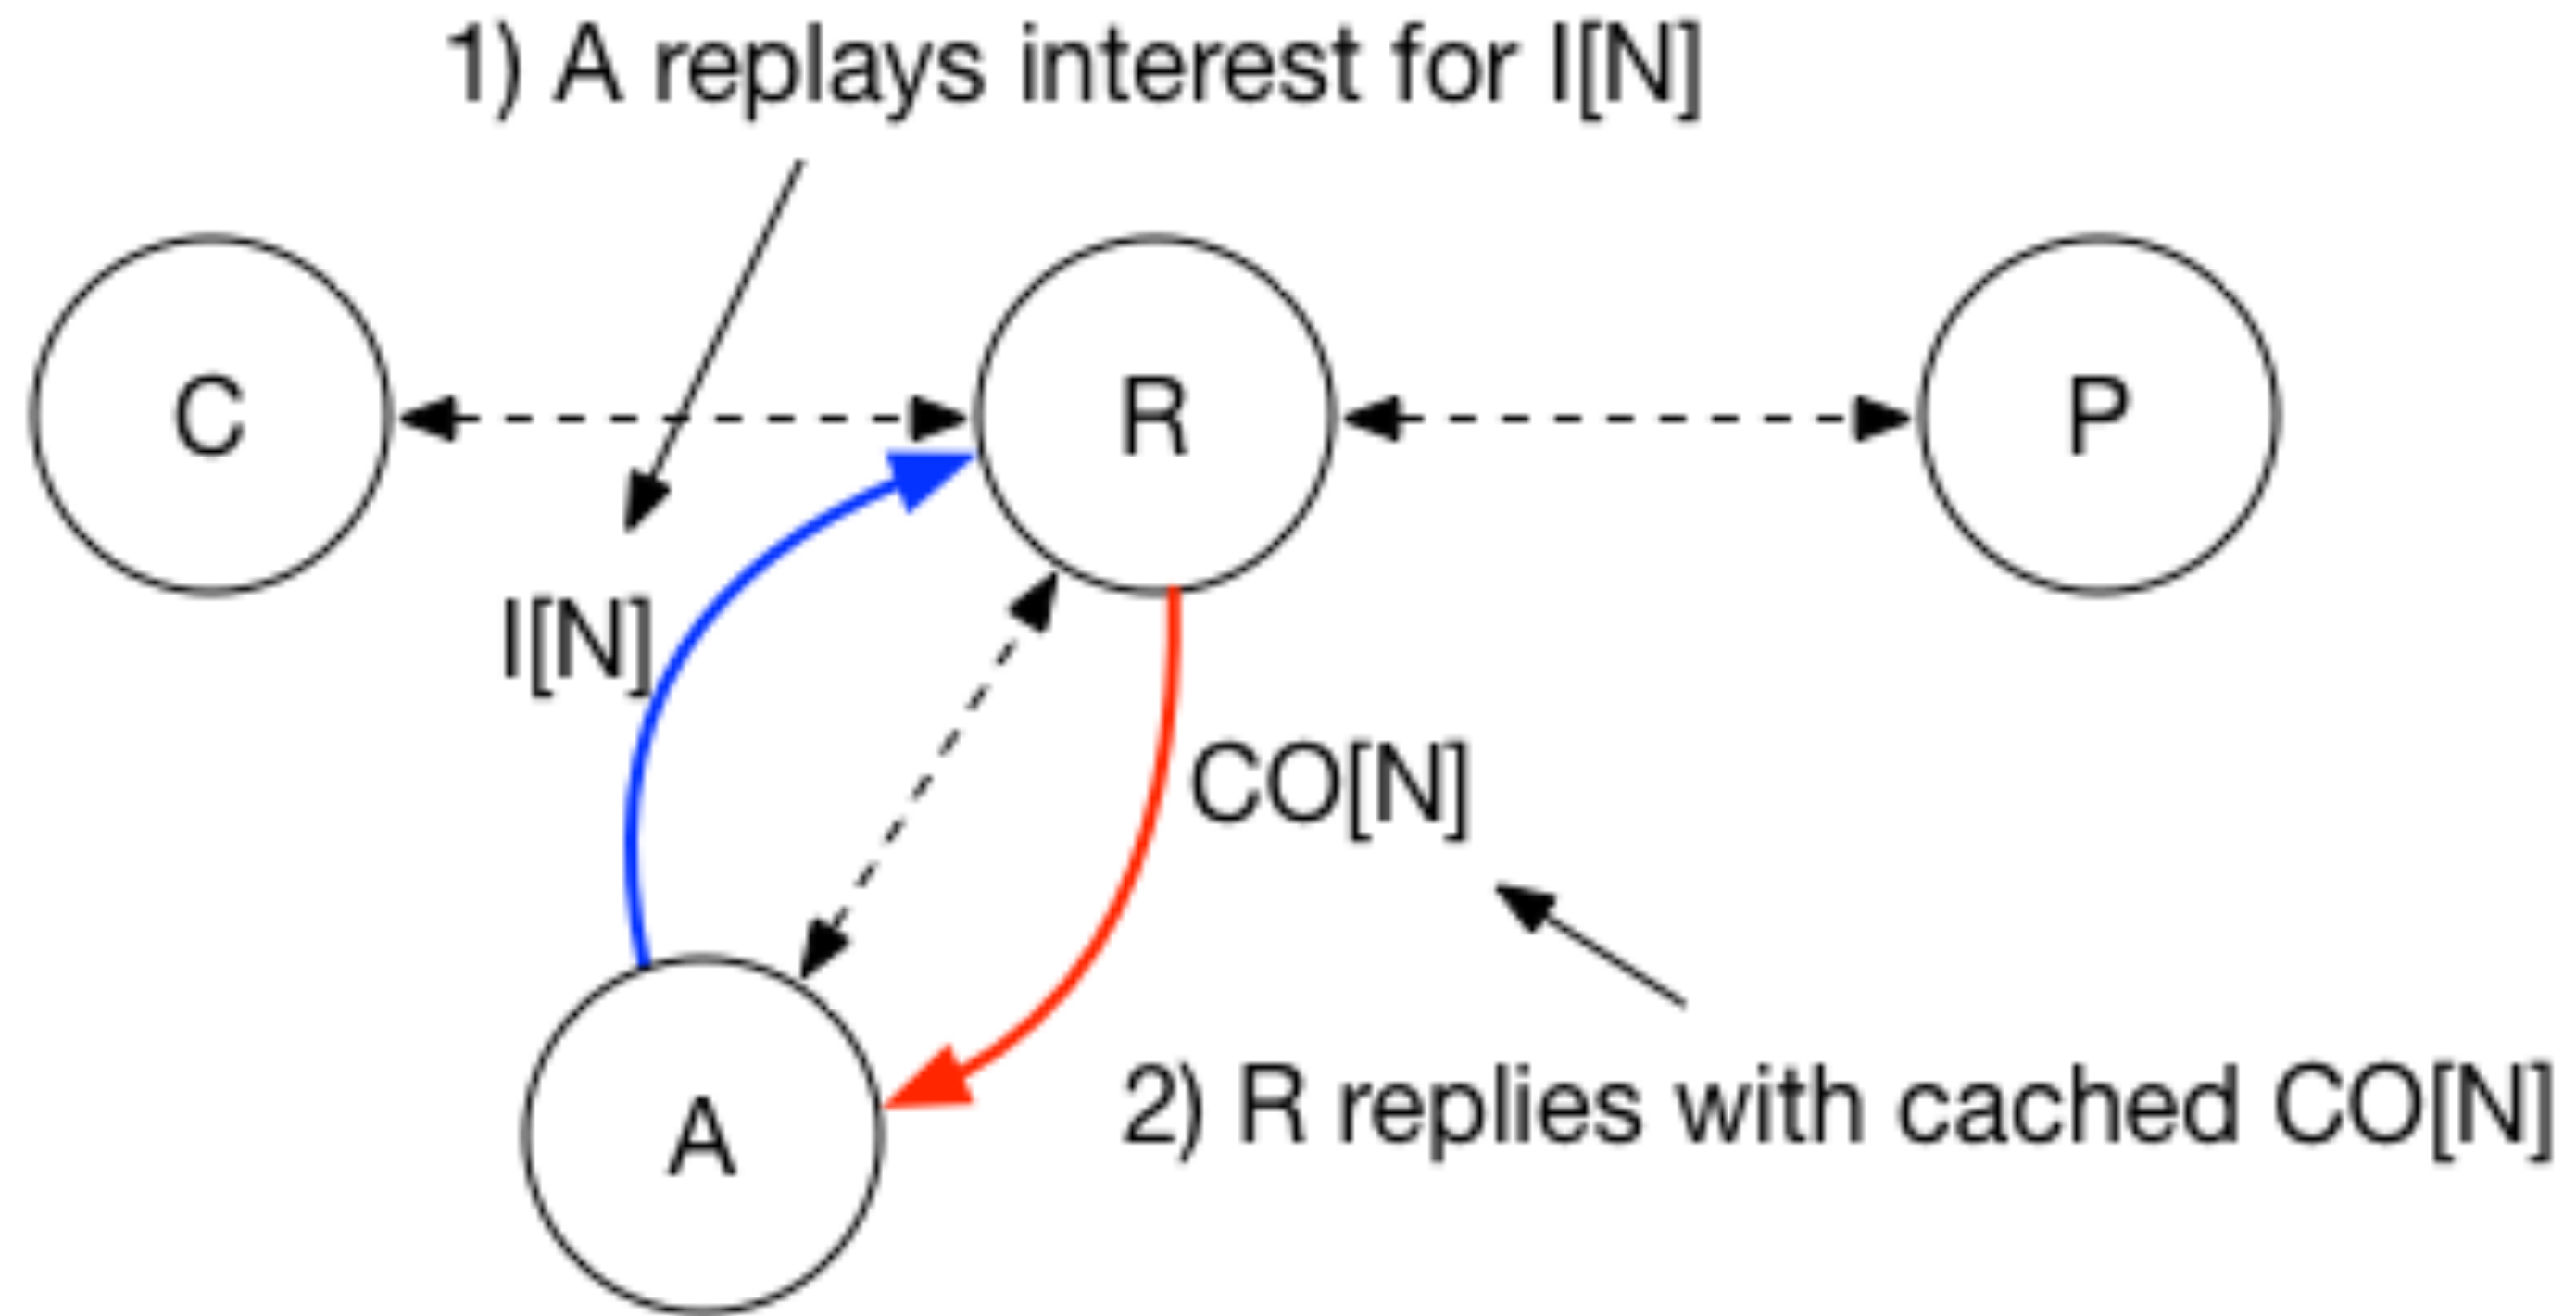 1) A replays interest for I[N]
C
R
P
I[N]
CO[N]
A
2) R replies with cached CO[N]